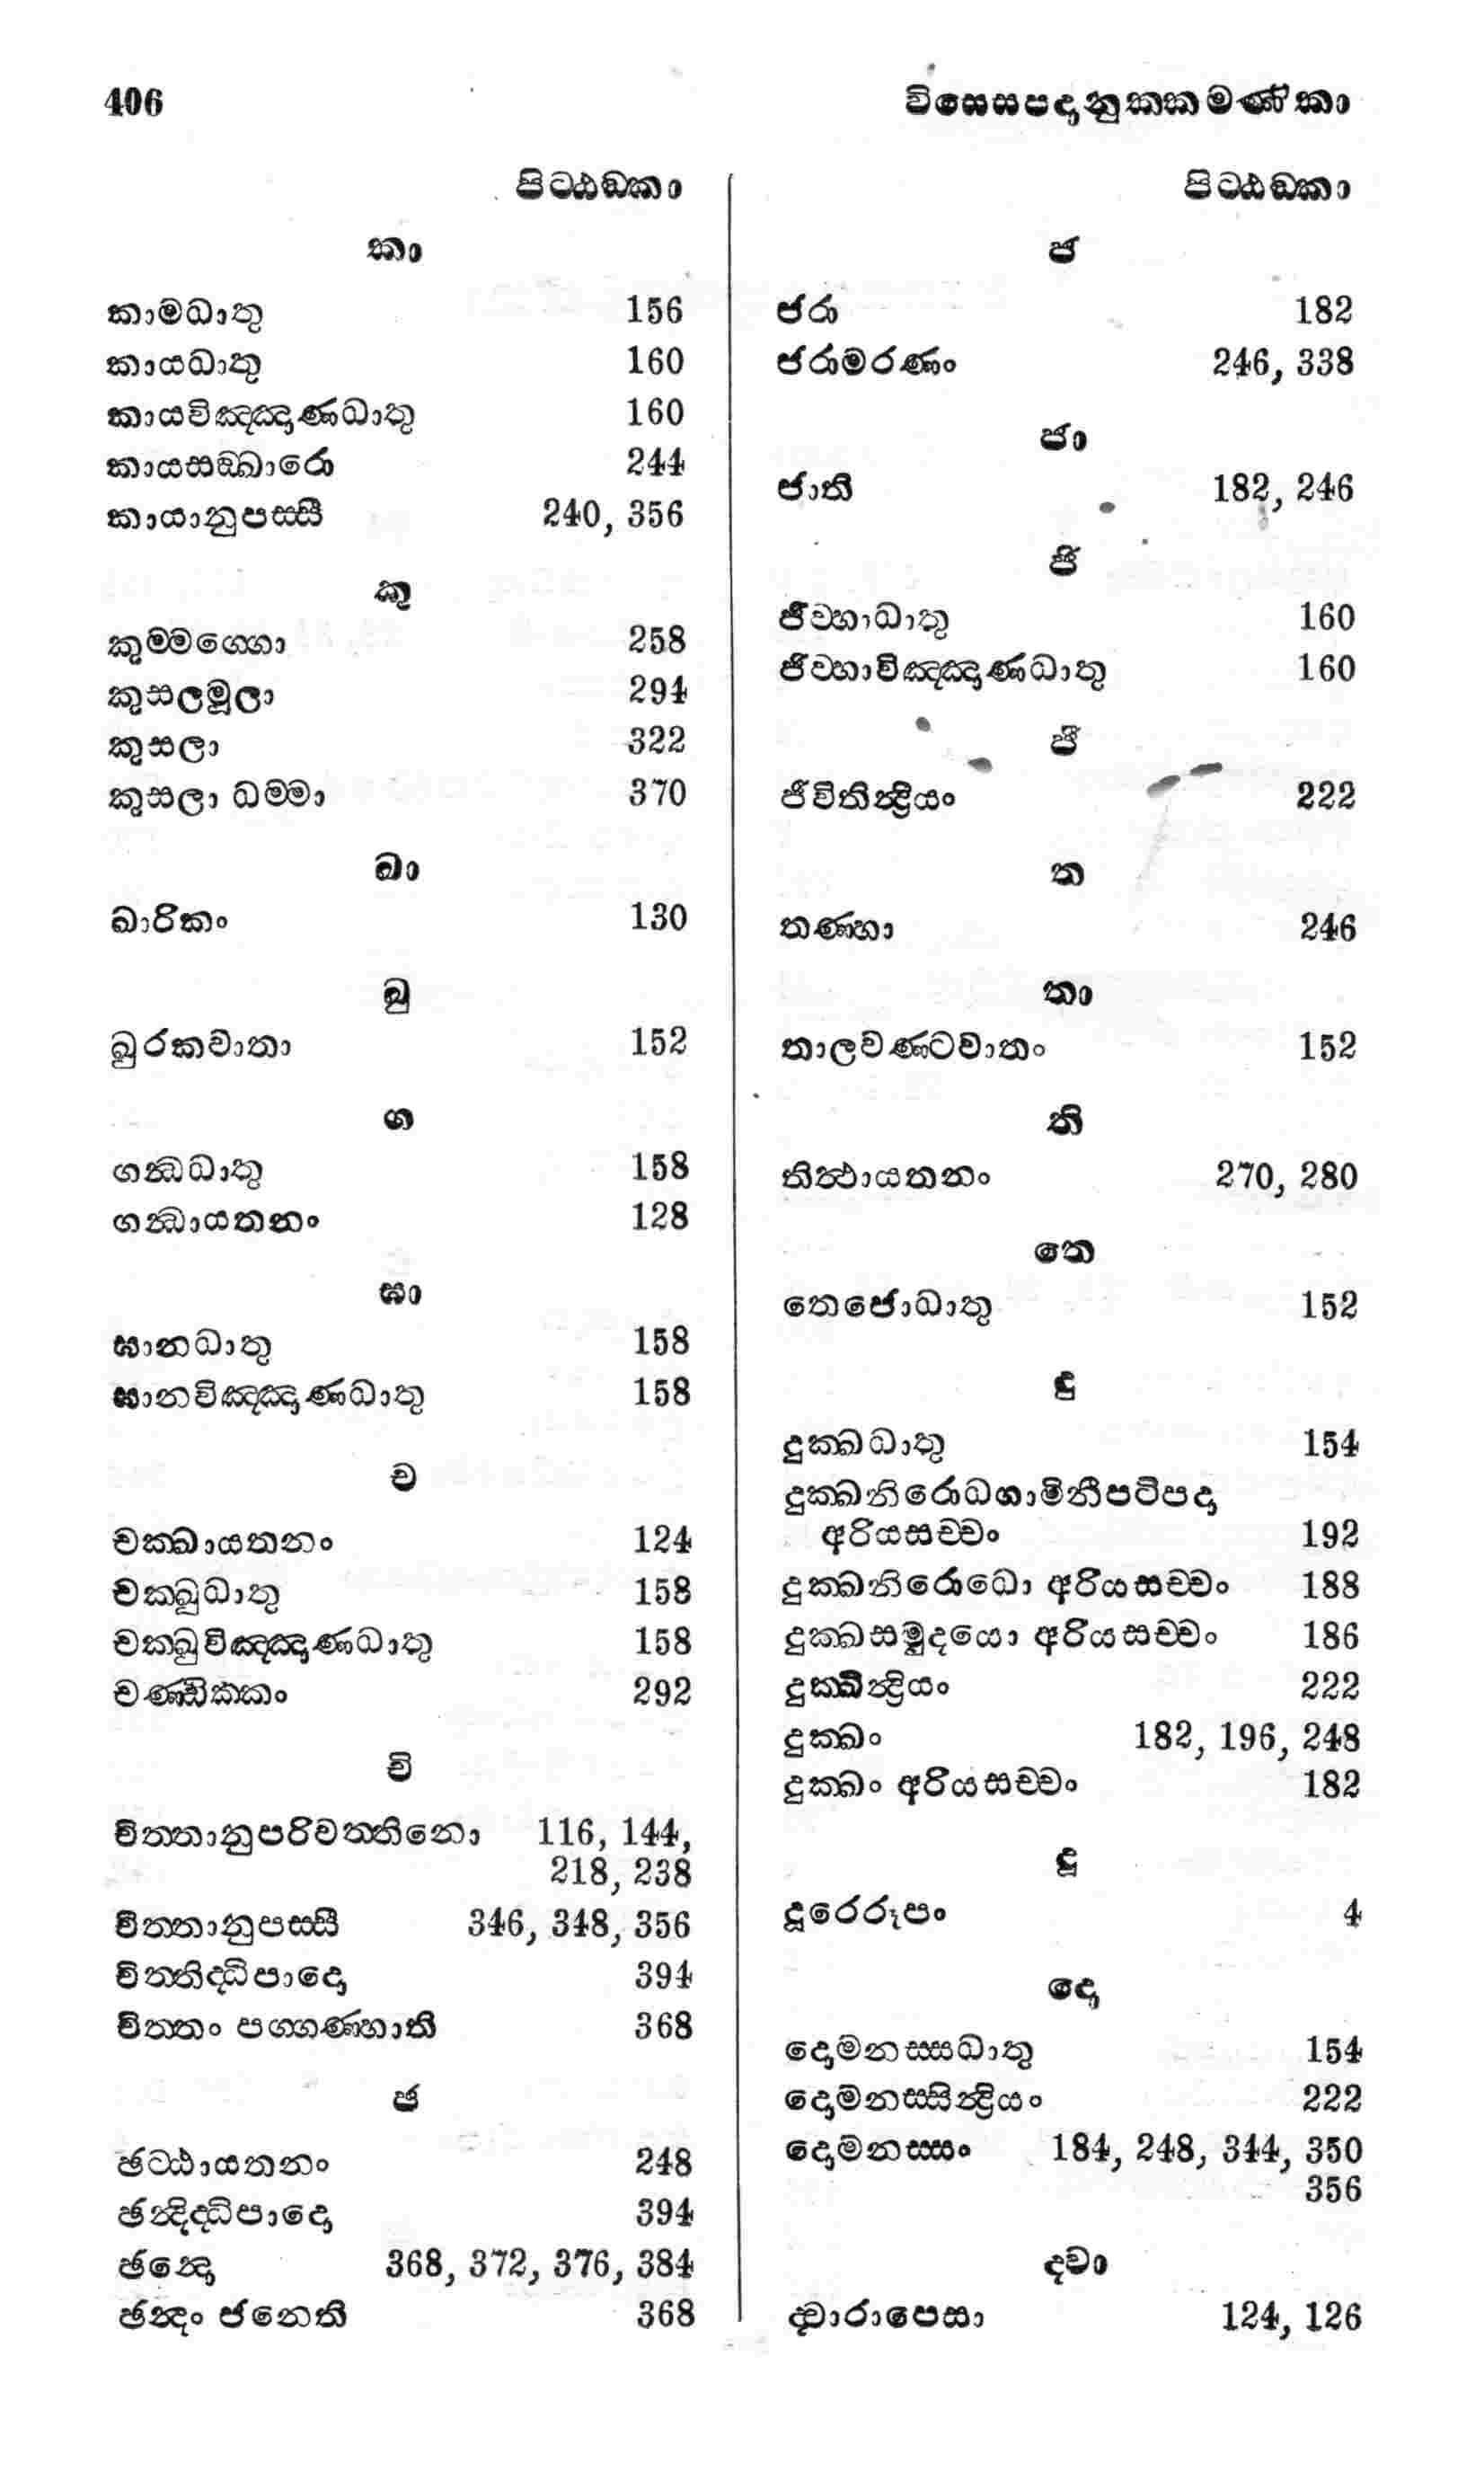 406
විසෙසපදානුක්කමණිකා
පිට්ඨඞ්කා
කා
කාමධාතු 156
කායධාතු 160
කායවිඤ්ඤාණධාතු 160
කායසඞ්ඛාරො 244
කායානුපස්සී 240, 356
කු
කුම්මග්ගො 258
කුසලමූලා 294
කුසලා 322
කුසලා ධම්මා 370
ඛා
ඛාරිකං 130
ඛු
ඛුරකවාතා 152
ග
ගන්ධධාතු 158
ගන්ධායතනං 128
ඝා
ඝානධාතු 158
ඝානවිඤ්ඤාණධාතු 158
ච
චක්ඛායතනං 124
චක්ඛුධාතු 158
චක්ඛුවිඤ්ඤාණධාතු 158
චණ්ඩික්කං 292
චි
චිත්තානුපරිවත්තිනො 116, 144,
218, 238
චිත්තානුපස්සී 346, 348, 356
චිත්තිද්ධිපාදො 394
චිත්තං පග්ගණ්හාති 368
ඡ
ඡට්ඨායතනං 248
ඡන්දිද්ධිපාදො 394
ඡන්දො 368, 372, 376, 384
ඡන්දං ජනෙති 368
පිට්ඨඞ්කා
ජ
ජරා 182
ජරාමරණං 246, 338
ජා
ජාති 182, 246
ජි
ජිව්හාධාතු 160
ජිව්හාවිඤ්ඤාණධාතු 160
ජී
ජීවිතින්ද්‍රියං 222
ත
තණ්හා 246
තා
තාලවණ්ටවාතං 152
ති
තිත්ථායතනං 270, 280
තෙ
තෙජොධාතු 152
දු
දුක්ඛධාතු 154
දුක්ඛනිරොධගාමිනීපටිපදා
අරියසච්චං 192
දුක්ඛනිරොධො අරියසච්චං 188
දුක්ඛසමුදයො අරියසච්චං 186
දුක්ඛින්ද්‍රියං 222
දුක්ඛං 182, 196, 248
දුක්ඛං අරියසච්චං 182
දූ
දූරෙරූපං 4
දො
දොමනස්සධාතු 154
දොමනස්සින්ද්‍රියං 222
දොමනස්සං 184, 248, 344, 350
356
ද්වා
ද්වාරාපෙසා 124, 126